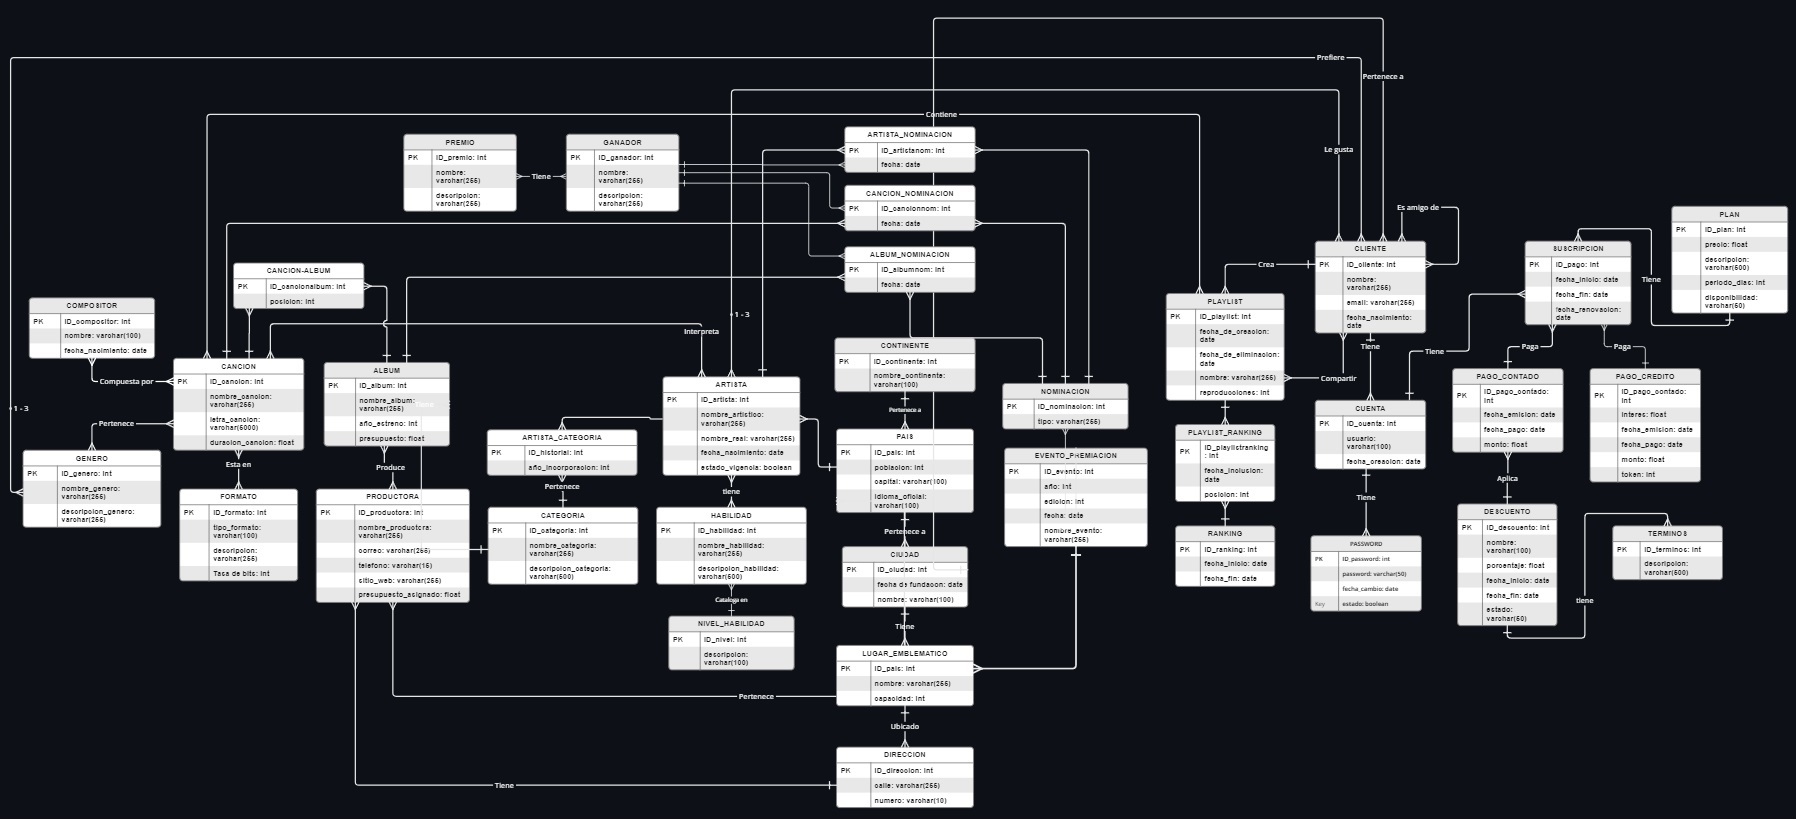 Prefiere
Pertenece a
Contiene
Le gusta
Es amigo de
PREMIO
PK ID_premio: int
nombre:
varchar(255)
descripcion:
varchar(255)
Tiene
GANADOR
PK ID_ganador: int
nombre:
varchar(255)
descripcion:
varchar(255)
ARTISTA_NOMINACION
PK ID_artistanom: int
fecha: date
CANCION_NOMINACION
PK ID_cancionnom: int
fecha: date
ALBUM_NOMINACION
PK ID_albumnom: int
fecha: date
CLIENTE
PK ID_cliente: int
nombre:
varchar(255)
email: varchar(255)
fecha_nacimiento:
date
Crea
SUSCRIPCION
PK ID_pago: int
fecha_inicio: date
fecha_fin: date
fecha_renovacion:
date
Tiene
PLAN
PK ID_plan: int
precio: float
descripcion:
varchar(500)
periodo_dias: int
disponibilidad:
varchar(50)
CANCION-ALBUM
PK ID_cancionalbum: int
posicion: int
COMPOSITOR
PK ID_compositor: int
nombre: varchar(100)
fecha_nacimiento: date
Compuesta por
1 - 3
Pertenece
CANCION
PK ID_cancion: int
nombre_cancion:
varchar(255)
letra_cancion:
varchar(5000)
duracion_cancion: float
ALBUM
PK ID_album: int
nombre_album:
varchar(255)
año_estreno: int
presupuesto: float
Tiene
Interpreta
1 - 3
ARTISTA
PK ID_artista: int
nombre_artistico:
varchar(255)
nombre_real: varchar(255)
fecha_nacimiento: date
estado_vigencia: boolean
CONTINENTE
PK ID_continente: int
nombre_continente:
varchar(100)
Pertenece a
NOMINACION
PK ID_nominacion: int
tipo: varchar(255)
PLAYLIST
PK ID_playlist: int
fecha_de_creacion:
date
fecha_de_eliminacion:
date
nombre: varchar(255)
reproducciones: int
Compartir
Tiene
Tiene
Paga
Paga
CUENTA
PK ID_cuenta: int
usuario:
varchar(100)
fecha_creacion: date
PAGO_CONTADO
PK ID_pago_contado:
int
fecha_emision: date
fecha_pago: date
monto: float
PAGO_CREDITO
PK ID_pago_contado:
int
interes: float
fecha_emision: date
fecha_pago: date
monto: float
token: int
GENERO
PK ID_genero: int
nombre_genero:
varchar(255)
descripcion_genero:
varchar(255)
Esta en
FORMATO
PK ID_formato: int
tipo_formato:
varchar(100)
descripcion:
varchar(255)
Tasa de bits: int
Produce
PRODUCTORA
PK ID_productora: int
nombre_productora:
varchar(255)
correo: varchar(255)
telefono: varchar(15)
sitio_web: varchar(255)
presupuesto_asignado: float
ARTISTA_CATEGORIA
PK ID_historial: int
año_incorporacion: int
Pertenece
CATEGORIA
PK ID_categoria: int
nombre_categoria:
varchar(255)
descripcion_categoria:
varchar(500)
tiene
HABILIDAD
PK ID_habilidad: int
nombre_habilidad:
varchar(255)
descripcion_habilidad:
varchar(500)
Cataloga en
NIVEL_HABILIDAD
PK ID_nivel: int
descripcion:
varchar(100)
PAIS
PK ID_pais: int
poblacion: int
capital: varchar(100)
idioma_oficial:
varchar(100)
Pertenece a
CIUDAD
PK ID_ciudad: int
fecha de fundacon: date
nombre: varchar(100)
Tiene
LUGAR_EMBLEMATICO
PK ID_pais: int
nombre: varchar(255)
capacidad: int
Pertenece
Ubicado
DIRECCION
PK ID_direccion: int
calle: varchar(255)
numero: varchar(10)
Tiene
EVENTO_PREMIACION
PK ID_evento: int
año: int
edicion: int
fecha: date
nombre_evento:
varchar(255)
PLAYLIST_RANKING
PK ID_playlistranking
: int
fecha_inclusion:
date
posicion: int
RANKING
PK ID_ranking: int
fecha_inicio: date
fecha_fin: date
Tiene
PASSWORD
PK ID_password: int
password: varchar(50)
fecha_cambio: date
Key estado: boolean
Aplica
DESCUENTO
PK ID_descuento: int
nombre:
varchar(100)
porcentaje: float
fecha_inicio: date
fecha_fin: date
estado:
varchar(50)
tiene
TERMINOS
PK ID_terminos: int
descripcion:
varchar(500)